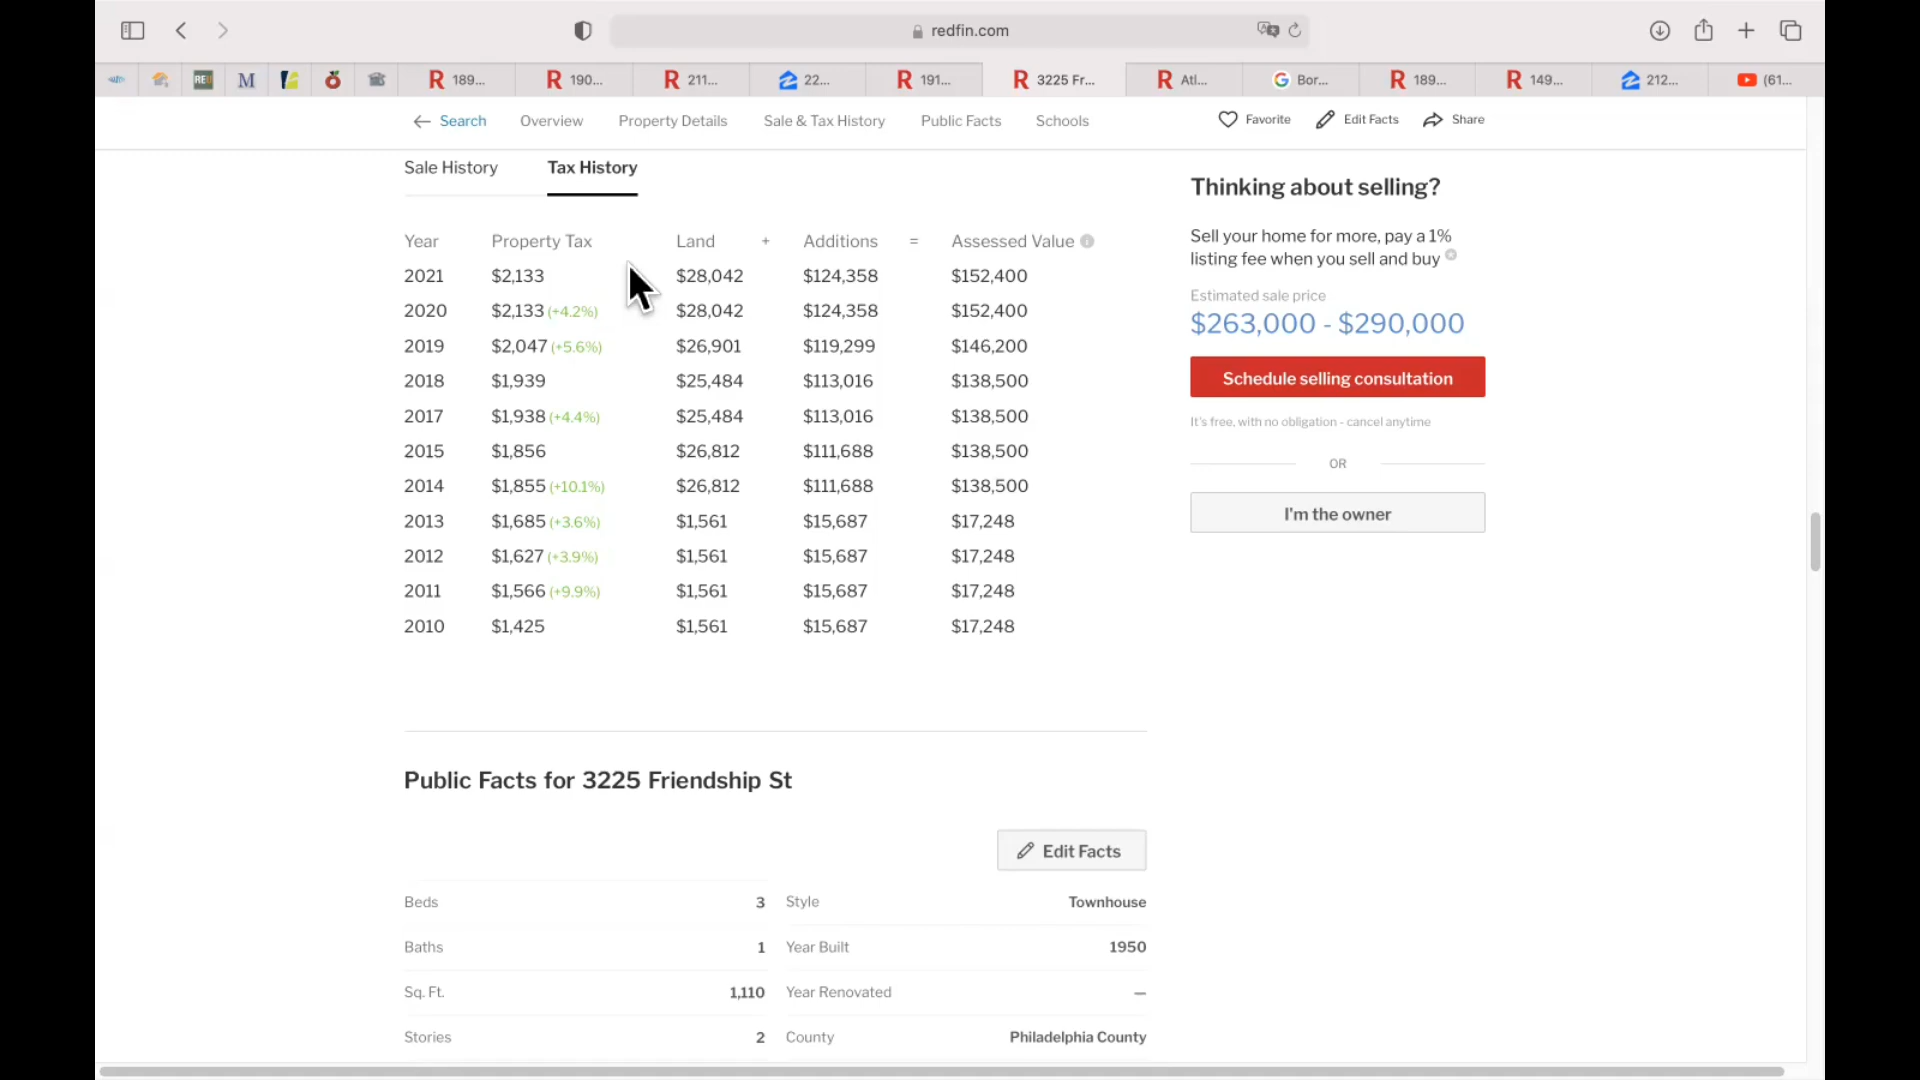 redfin.com
189...
190...
211...
22...
191...
3225 Fr...
Atl...
Bor...
189...
149...
212...
(61...
Search
Overview
Property Details
Sale & Tax History
Public Facts
Schools
Favorite
Edit Facts
Share
Sale History
Tax History
Year Property Tax Land + Additions = Assessed Value
2021 $2,133 $28,042 $124,358 $152,400
2020 $2,133 (+4.2%) $28,042 $124,358 $152,400
2019 $2,047 (+5.6%) $26,901 $119,299 $146,200
2018 $1,939 $25,484 $113,016 $138,500
2017 $1,938 (+4.4%) $25,484 $113,016 $138,500
2015 $1,856 $26,812 $111,688 $138,500
2014 $1,855 (+10.1%) $26,812 $111,688 $138,500
2013 $1,685 (+3.6%) $1,561 $15,687 $17,248
2012 $1,627 (+3.9%) $1,561 $15,687 $17,248
2011 $1,566 (+9.9%) $1,561 $15,687 $17,248
2010 $1,425 $1,561 $15,687 $17,248
Thinking about selling?
Sell your home for more, pay a 1%
listing fee when you sell and buy
Estimated sale price
$263,000 - $290,000
Schedule selling consultation
It's free, with no obligation - cancel anytime
OR
I'm the owner
Public Facts for 3225 Friendship St
Edit Facts
Beds 3 Style Townhouse
Baths 1 Year Built 1950
Sq. Ft. 1,110 Year Renovated —
Stories 2 County Philadelphia County